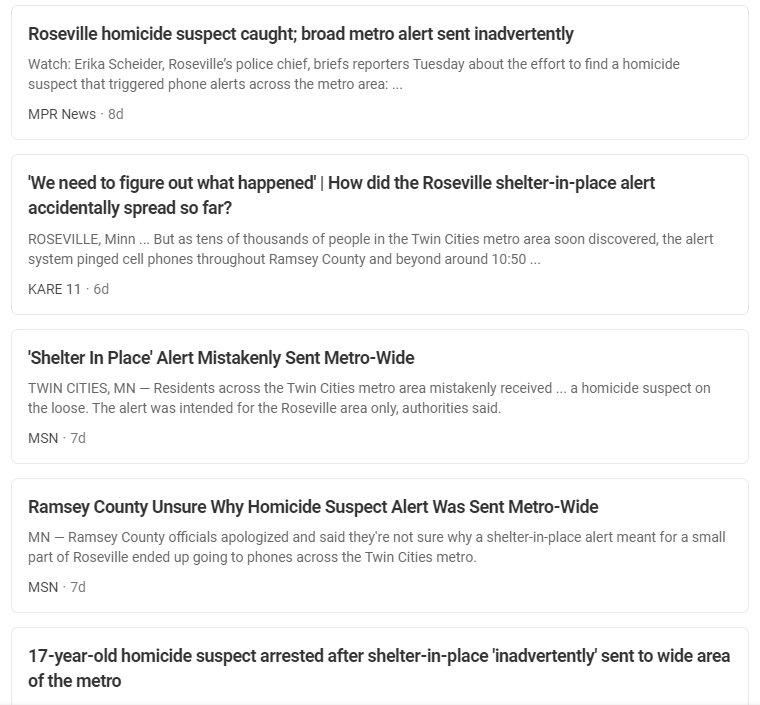 Roseville homicide suspect caught; broad metro alert sent inadvertently
Watch: Erika Scheider, Roseville’s police chief, briefs reporters Tuesday about the effort to find a homicide
suspect that triggered phone alerts across the metro area: ...
MPR News · 8d
'We need to figure out what happened' | How did the Roseville shelter-in-place alert
accidentally spread so far?
ROSEVILLE, Minn ... But as tens of thousands of people in the Twin Cities metro area soon discovered, the alert
system pinged cell phones throughout Ramsey County and beyond around 10:50 ...
KARE 11 · 6d
'Shelter In Place' Alert Mistakenly Sent Metro-Wide
TWIN CITIES, MN — Residents across the Twin Cities metro area mistakenly received ... a homicide suspect on
the loose. The alert was intended for the Roseville area only, authorities said.
MSN · 7d
Ramsey County Unsure Why Homicide Suspect Alert Was Sent Metro-Wide
MN — Ramsey County officials apologized and said they're not sure why a shelter-in-place alert meant for a small
part of Roseville ended up going to phones across the Twin Cities metro.
MSN · 7d
17-year-old homicide suspect arrested after shelter-in-place 'inadvertently' sent to wide area
of the metro